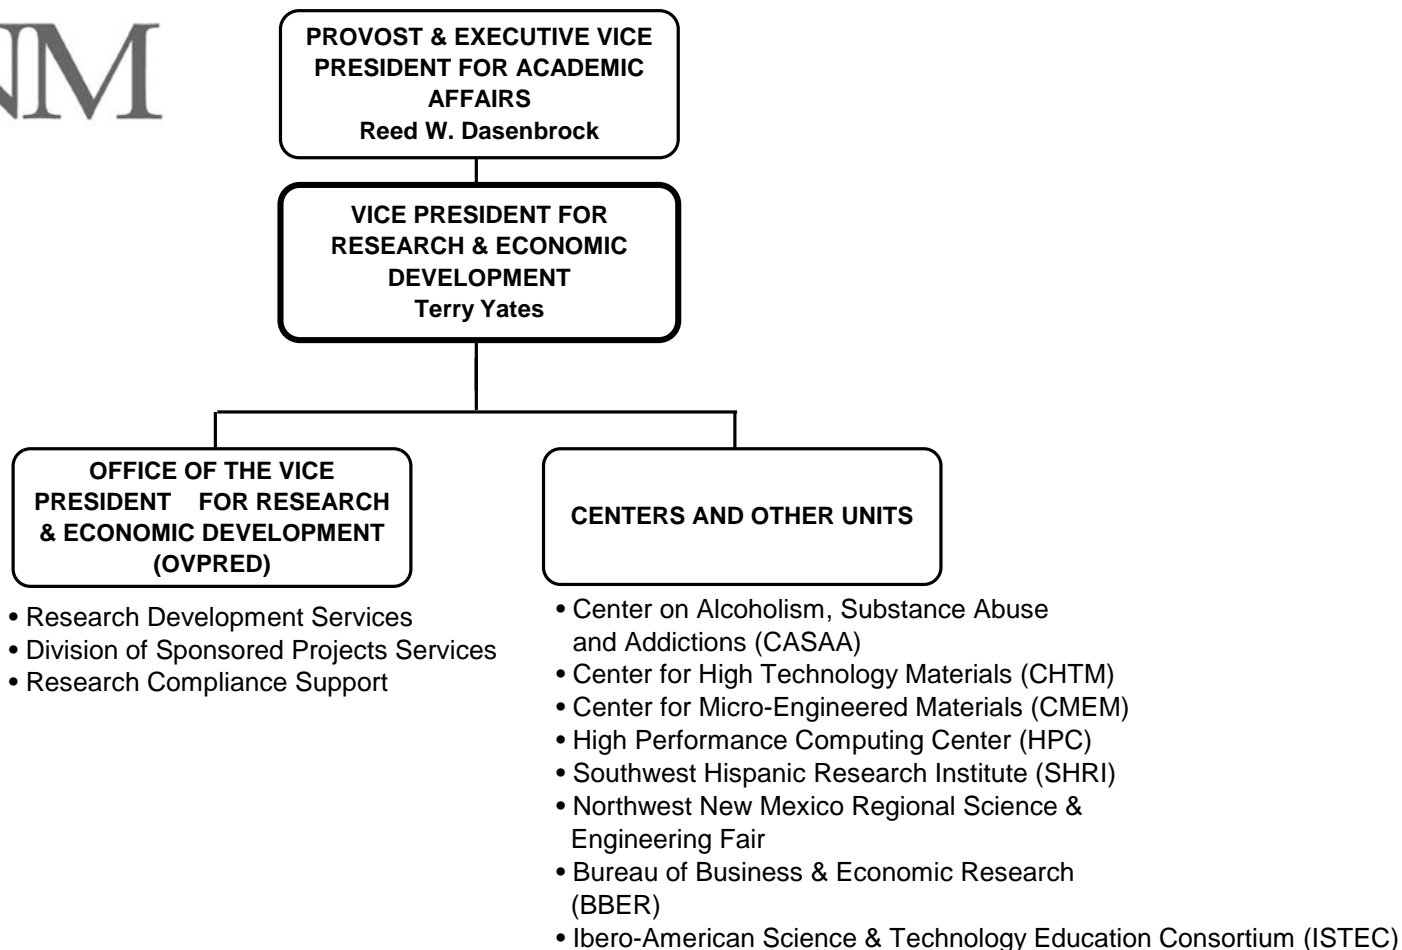 NM
PROVOST & EXECUTIVE VICE
PRESIDENT FOR ACADEMIC
AFFAIRS
Reed W. Dasenbrock
VICE PRESIDENT FOR
RESEARCH & ECONOMIC
DEVELOPMENT
Terry Yates
OFFICE OF THE VICE
PRESIDENT FOR RESEARCH
& ECONOMIC DEVELOPMENT
(OVPRED)
• Research Development Services
• Division of Sponsored Projects Services
• Research Compliance Support
CENTERS AND OTHER UNITS
• Center on Alcoholism, Substance Abuse
and Addictions (CASAA)
• Center for High Technology Materials (CHTM)
• Center for Micro-Engineered Materials (CMEM)
• High Performance Computing Center (HPC)
• Southwest Hispanic Research Institute (SHRI)
• Northwest New Mexico Regional Science &
Engineering Fair
• Bureau of Business & Economic Research
(BBER)
• Ibero-American Science & Technology Education Consortium (ISTEC)